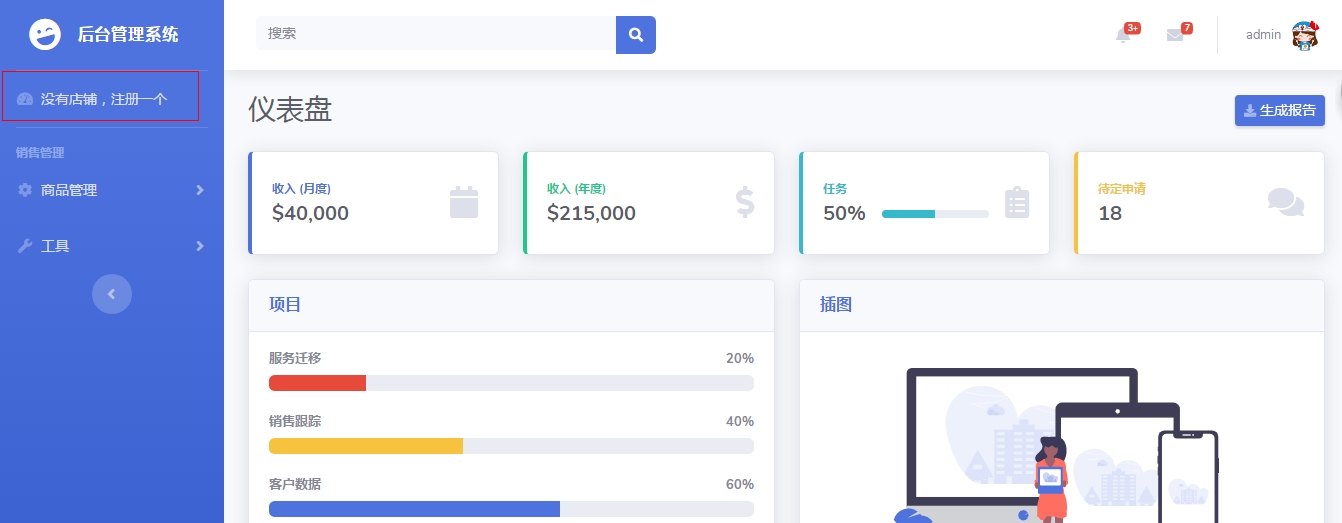 后台管理系统
搜索
3+
7
admin
没有店铺，注册一个
销售管理
商品管理
工具
仪表盘
生成报告
收入 (月度)
$40,000
收入 (年度)
$215,000
任务
50%
待定申请
18
项目
服务迁移
20%
销售跟踪
40%
客户数据
60%
插图